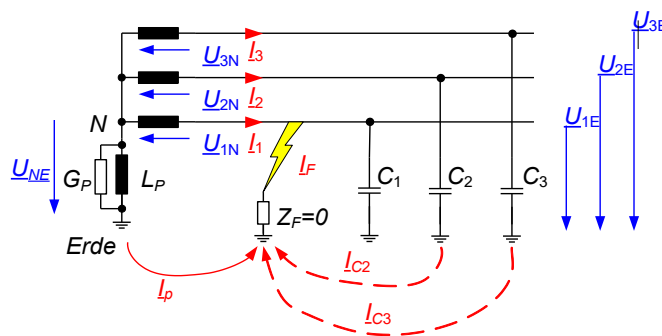 U3E
U3N
I3
U2E
U2N
I2
U1E
N
U1N
I1
UNE
GP
LP
IF
C1
C2
C3
ZF=0
Erde
IC2
Ip
IC3